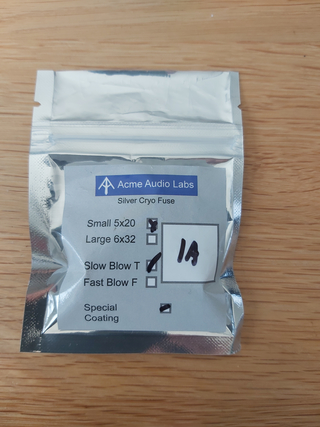 Acme Audio Labs
Silver Cryo Fuse
Small 5x20
Large 6x32
1A
Slow Blow T
Fast Blow F
Special
Coating